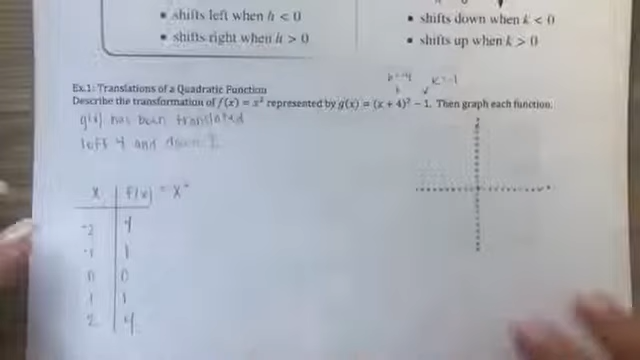 ▪ shifts left when h < 0
▪ shifts right when h > 0
▪ shifts down when k < 0
▪ shifts up when k > 0
Ex.1: Translations of a Quadratic Function
h=-4 k=-1
Describe the transformation of f(x) = x² represented by g(x) = (x + 4)² − 1. Then graph each function.
g(x) has been translated
left 4 and down 1.
x f(x) = x²
-2 4
-1 1
0 0
1 1
2 4